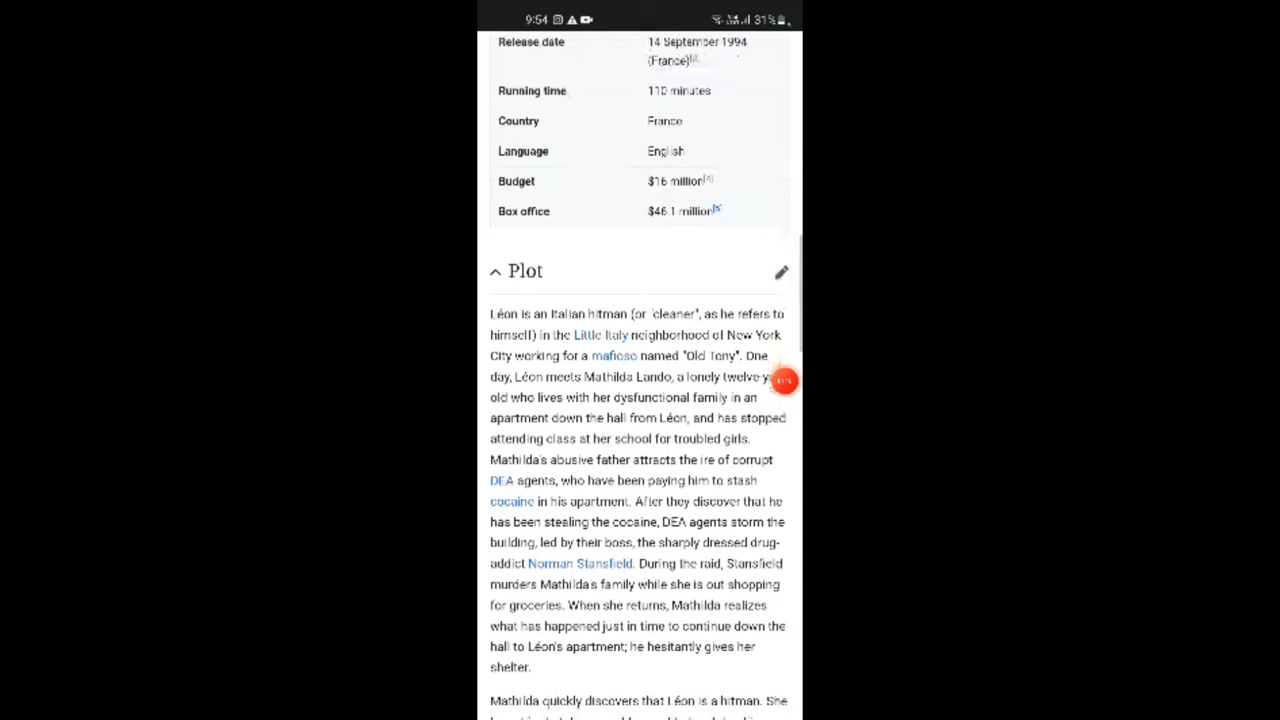 9:54 31%
Release date 14 September 1994
(France)
Running time 110 minutes
Country France
Language English
Budget $16 million[4]
Box office $46.1 million[5]
Plot
Léon is an Italian hitman (or "cleaner", as he refers to
himself) in the Little Italy neighborhood of New York
City working for a mafioso named "Old Tony". One
day, Léon meets Mathilda Lando, a lonely twelve-y
old who lives with her dysfunctional family in an
apartment down the hall from Léon, and has stopped
attending class at her school for troubled girls.
Mathilda's abusive father attracts the ire of corrupt
DEA agents, who have been paying him to stash
cocaine in his apartment. After they discover that he
has been stealing the cocaine, DEA agents storm the
building, led by their boss, the sharply dressed drug-
addict Norman Stansfield. During the raid, Stansfield
murders Mathilda's family while she is out shopping
for groceries. When she returns, Mathilda realizes
what has happened just in time to continue down the
hall to Léon's apartment; he hesitantly gives her
shelter.
Mathilda quickly discovers that Léon is a hitman. She